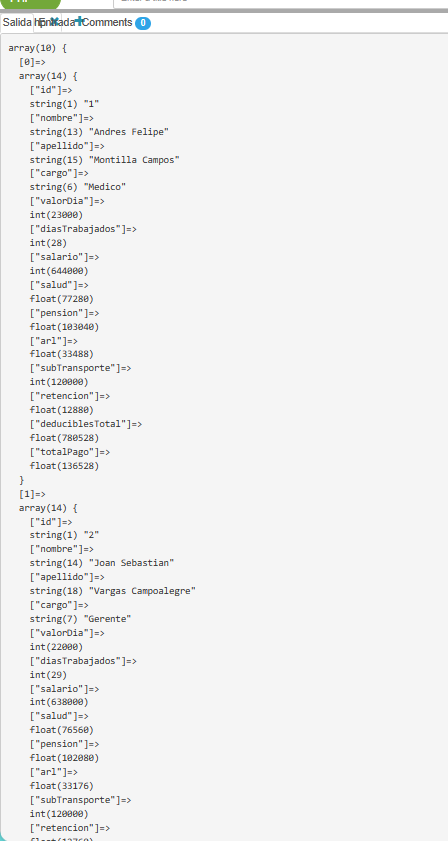 Salida Entrada Comments 0
array(10) {
[0]=>
array(14) {
["id"]=>
string(1) "1"
["nombre"]=>
string(13) "Andres Felipe"
["apellido"]=>
string(15) "Montilla Campos"
["cargo"]=>
string(6) "Medico"
["valorDia"]=>
int(23000)
["diasTrabajados"]=>
int(28)
["salario"]=>
int(644000)
["salud"]=>
float(77280)
["pension"]=>
float(103040)
["arl"]=>
float(33488)
["subTransporte"]=>
int(120000)
["retencion"]=>
float(12880)
["deduciblesTotal"]=>
float(780528)
["totalPago"]=>
float(136528)
}
[1]=>
array(14) {
["id"]=>
string(1) "2"
["nombre"]=>
string(14) "Joan Sebastian"
["apellido"]=>
string(18) "Vargas Campoalegre"
["cargo"]=>
string(7) "Gerente"
["valorDia"]=>
int(22000)
["diasTrabajados"]=>
int(29)
["salario"]=>
int(638000)
["salud"]=>
float(76560)
["pension"]=>
float(102080)
["arl"]=>
float(33176)
["subTransporte"]=>
int(120000)
["retencion"]=>